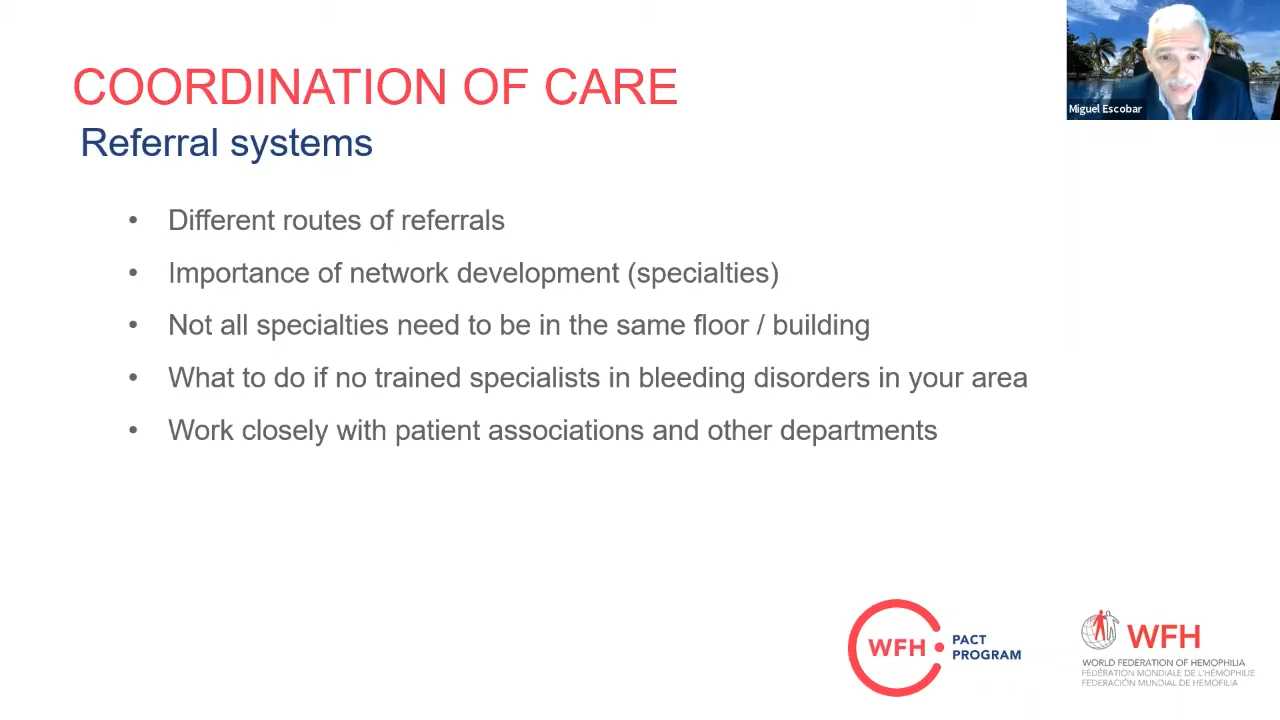 COORDINATION OF CARE
Referral systems
• Different routes of referrals
• Importance of network development (specialties)
• Not all specialties need to be in the same floor / building
• What to do if no trained specialists in bleeding disorders in your area
• Work closely with patient associations and other departments
Miguel Escobar
WFH
PACT
PROGRAM
WFH
WORLD FEDERATION OF HEMOPHILIA
FÉDÉRATION MONDIALE DE L'HÉMOPHILIE
FEDERACIÓN MUNDIAL DE HEMOFILIA